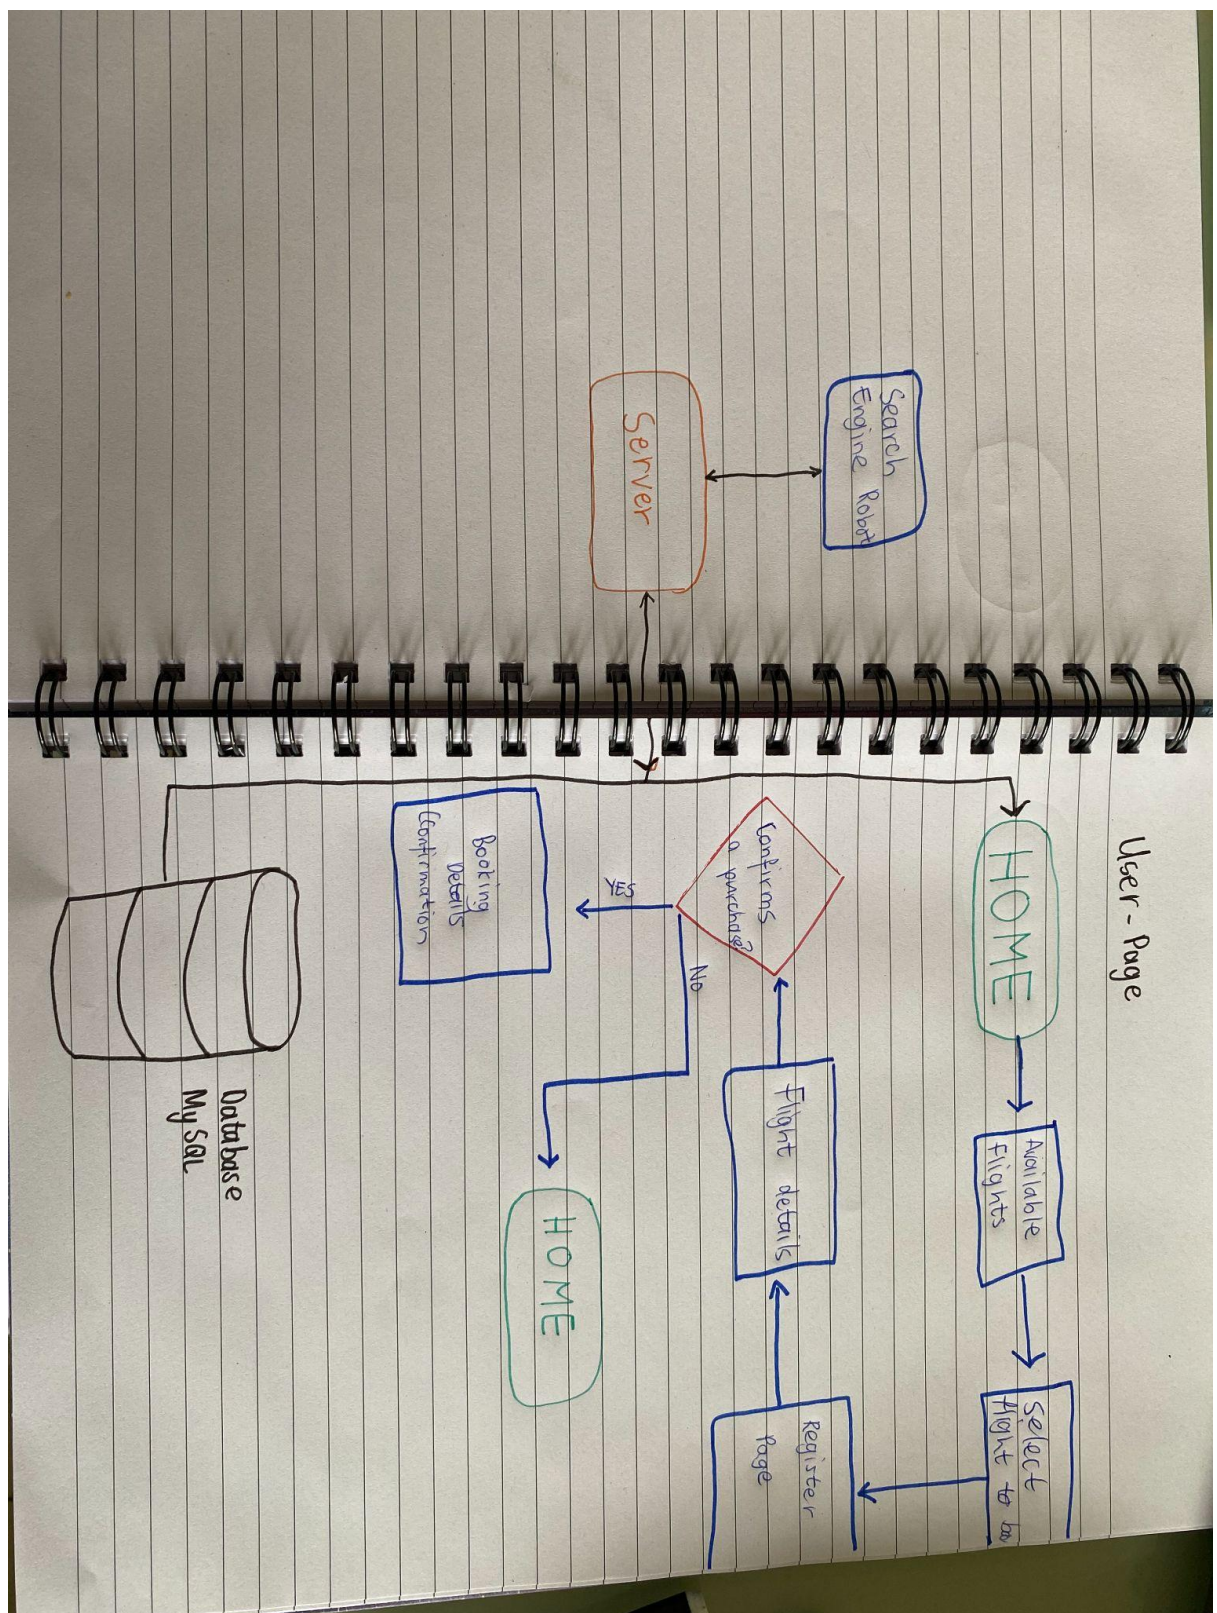 User-Page
Search
Engine Robot
Server
HOME
Available
Flights
Select
flight to
Register
Page
Flight details
Confirms
a purchase?
YES
No
Booking
Details
(Confirmation
HOME
Database
MySQL